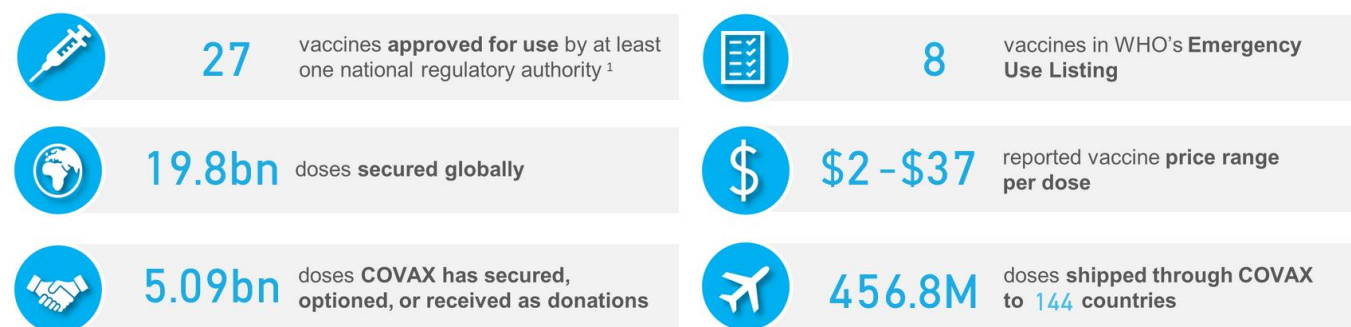 27 vaccines approved for use by at least
one national regulatory authority 1
8 vaccines in WHO's Emergency
Use Listing
19.8bn doses secured globally
$2-$37 reported vaccine price range
per dose
5.09bn doses COVAX has secured,
optioned, or received as donations
456.8M doses shipped through COVAX
to 144 countries